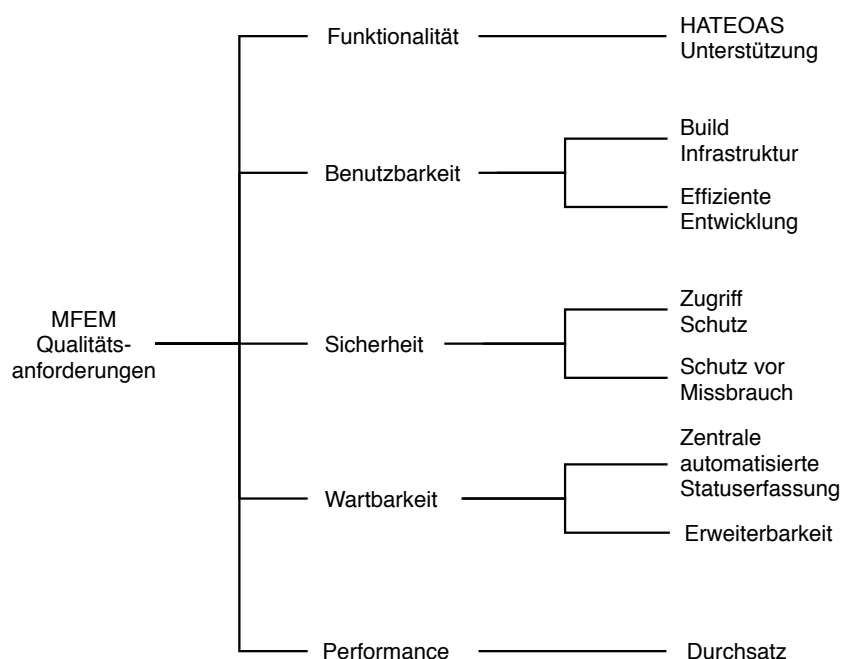 MFEM
Qualitäts-
anforderungen
Funktionalität
HATEOAS
Unterstützung
Benutzbarkeit
Build
Infrastruktur
Effiziente
Entwicklung
Sicherheit
Zugriff
Schutz
Schutz vor
Missbrauch
Wartbarkeit
Zentrale
automatisierte
Statuserfassung
Erweiterbarkeit
Performance
Durchsatz